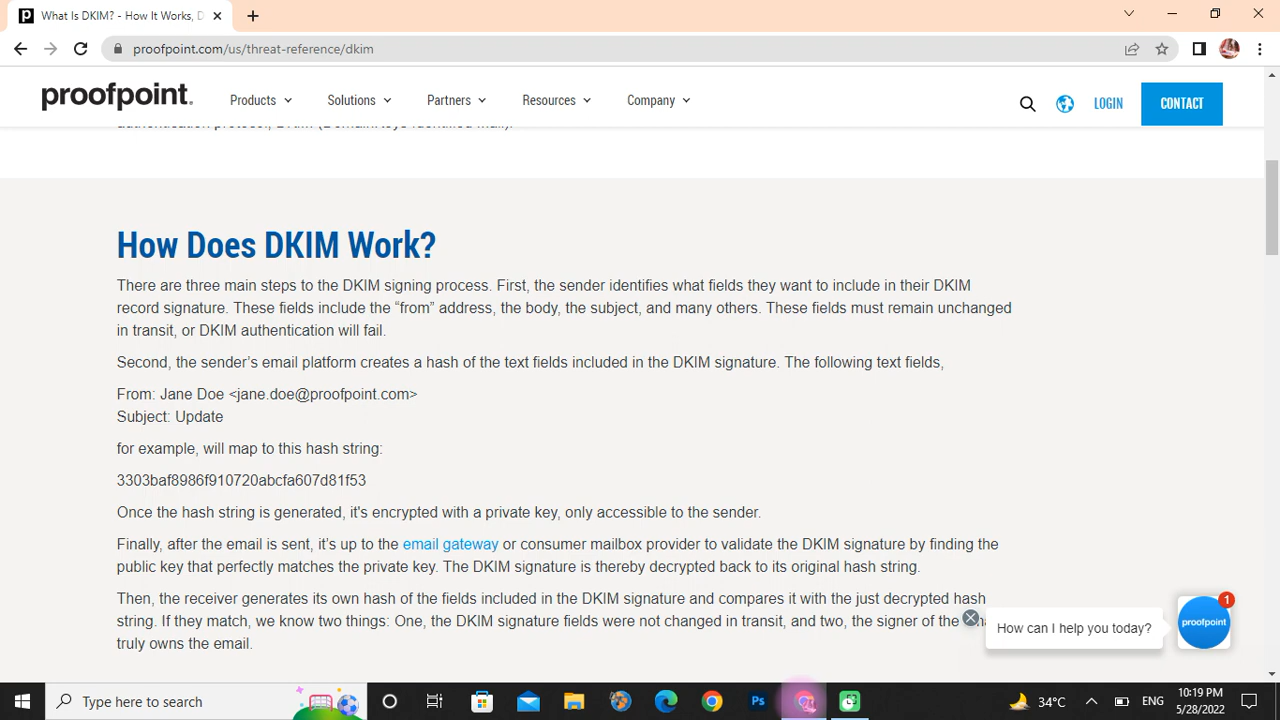 What Is DKIM? - How It Works, D
proofpoint.com/us/threat-reference/dkim
proofpoint. Products Solutions Partners Resources Company LOGIN CONTACT
authentication protocol, DKIM (DomainKeys Identified Mail).
How Does DKIM Work?
There are three main steps to the DKIM signing process. First, the sender identifies what fields they want to include in their DKIM
record signature. These fields include the “from” address, the body, the subject, and many others. These fields must remain unchanged
in transit, or DKIM authentication will fail.
Second, the sender’s email platform creates a hash of the text fields included in the DKIM signature. The following text fields,
From: Jane Doe <jane.doe@proofpoint.com>
Subject: Update
for example, will map to this hash string:
3303baf8986f910720abcfa607d81f53
Once the hash string is generated, it's encrypted with a private key, only accessible to the sender.
Finally, after the email is sent, it’s up to the email gateway or consumer mailbox provider to validate the DKIM signature by finding the
public key that perfectly matches the private key. The DKIM signature is thereby decrypted back to its original hash string.
Then, the receiver generates its own hash of the fields included in the DKIM signature and compares it with the just decrypted hash
string. If they match, we know two things: One, the DKIM signature fields were not changed in transit, and two, the signer of the
truly owns the email.
How can I help you today?
proofpoint
1
Type here to search
Ps
34°C
ENG
10:19 PM
5/28/2022